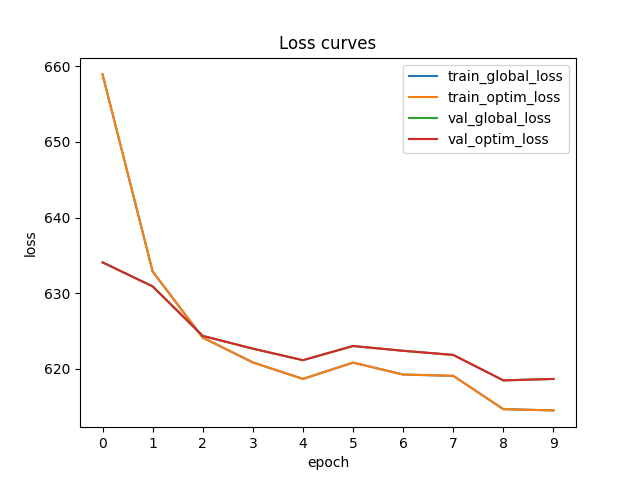 Loss curves
660
650
640
630
620
loss
train_global_loss
train_optim_loss
val_global_loss
val_optim_loss
0 1 2 3 4 5 6 7 8 9
epoch